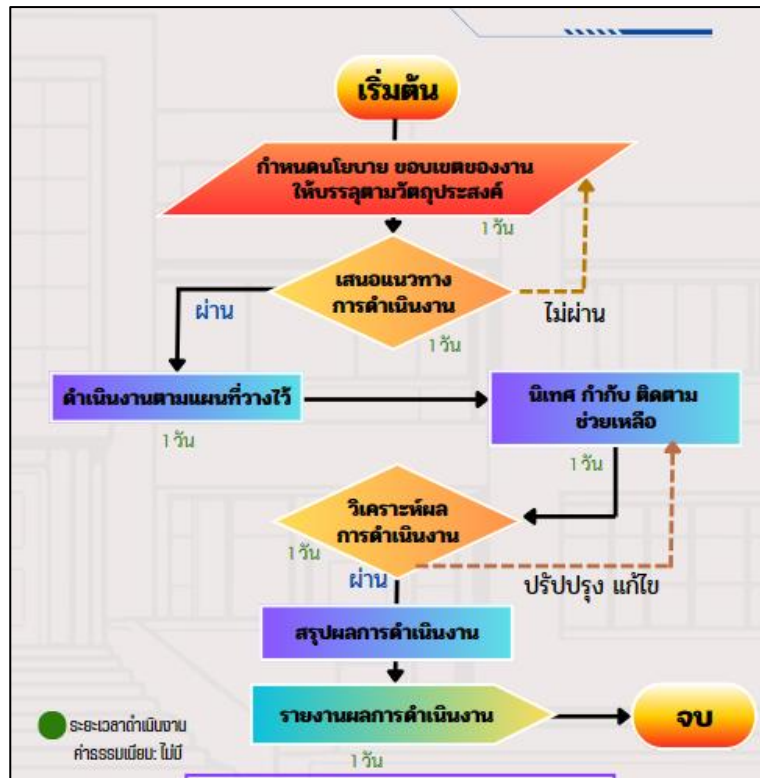 เริ่มต้น
กำหนดนโยบาย ขอบเขตของงาน
ให้บรรลุตามวัตถุประสงค์
1 วัน
เสนอแนวทาง
การดำเนินงาน
ผ่าน
ไม่ผ่าน
1 วัน
ดำเนินงานตามแผนที่วางไว้
นิเทศ กำกับ ติดตาม
ช่วยเหลือ
1 วัน
1 วัน
วิเคราะห์ผล
การดำเนินงาน
1 วัน
ผ่าน
ปรัปปรุง แก้ไข
สรุปผลการดำเนินงาน
รายงานผลการดำเนินงาน
จบ
ระยะเวลาดำเนินงาน
ค่าธรรมเนียม: ไม่มี
1 วัน